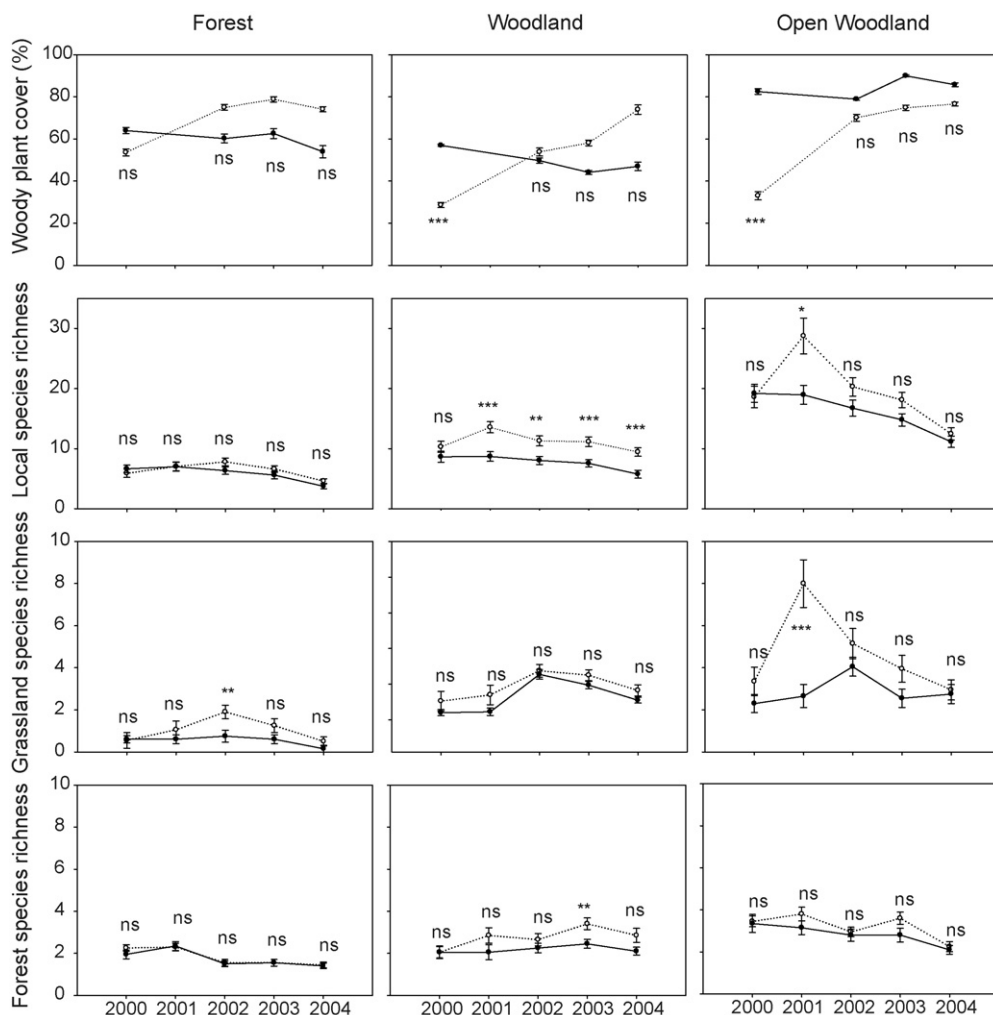 Forest Woodland Open Woodland
Woody plant cover (%)
100
80
60
40
20
0
ns ns ns ns
*** ns ns ns
*** ns ns ns
Local species richness
30
20
10
0
ns ns ns ns ns
ns *** ** *** ***
ns * ns ns ns
Grassland species richness
10
8
6
4
2
0
ns ns ** ns ns
ns ns ns ns ns
ns *** ns ns ns
Forest species richness
10
8
6
4
2
0
ns ns ns ns ns
ns ns ns ** ns
ns ns ns ns ns
2000 2001 2002 2003 2004
2000 2001 2002 2003 2004
2000 2001 2002 2003 2004